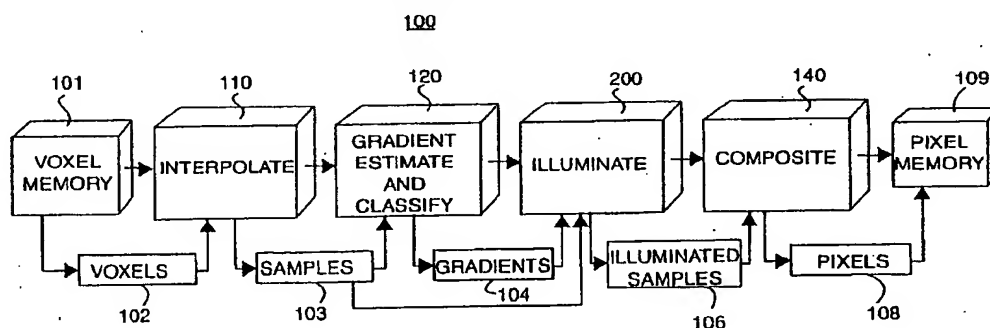 100
101
110
120
200
140
109
VOXEL
MEMORY
INTERPOLATE
GRADIENT
ESTIMATE
AND
CLASSIFY
ILLUMINATE
COMPOSITE
PIXEL
MEMORY
VOXELS
SAMPLES
GRADIENTS
ILLUMINATED
SAMPLES
PIXELS
102
103
104
106
108